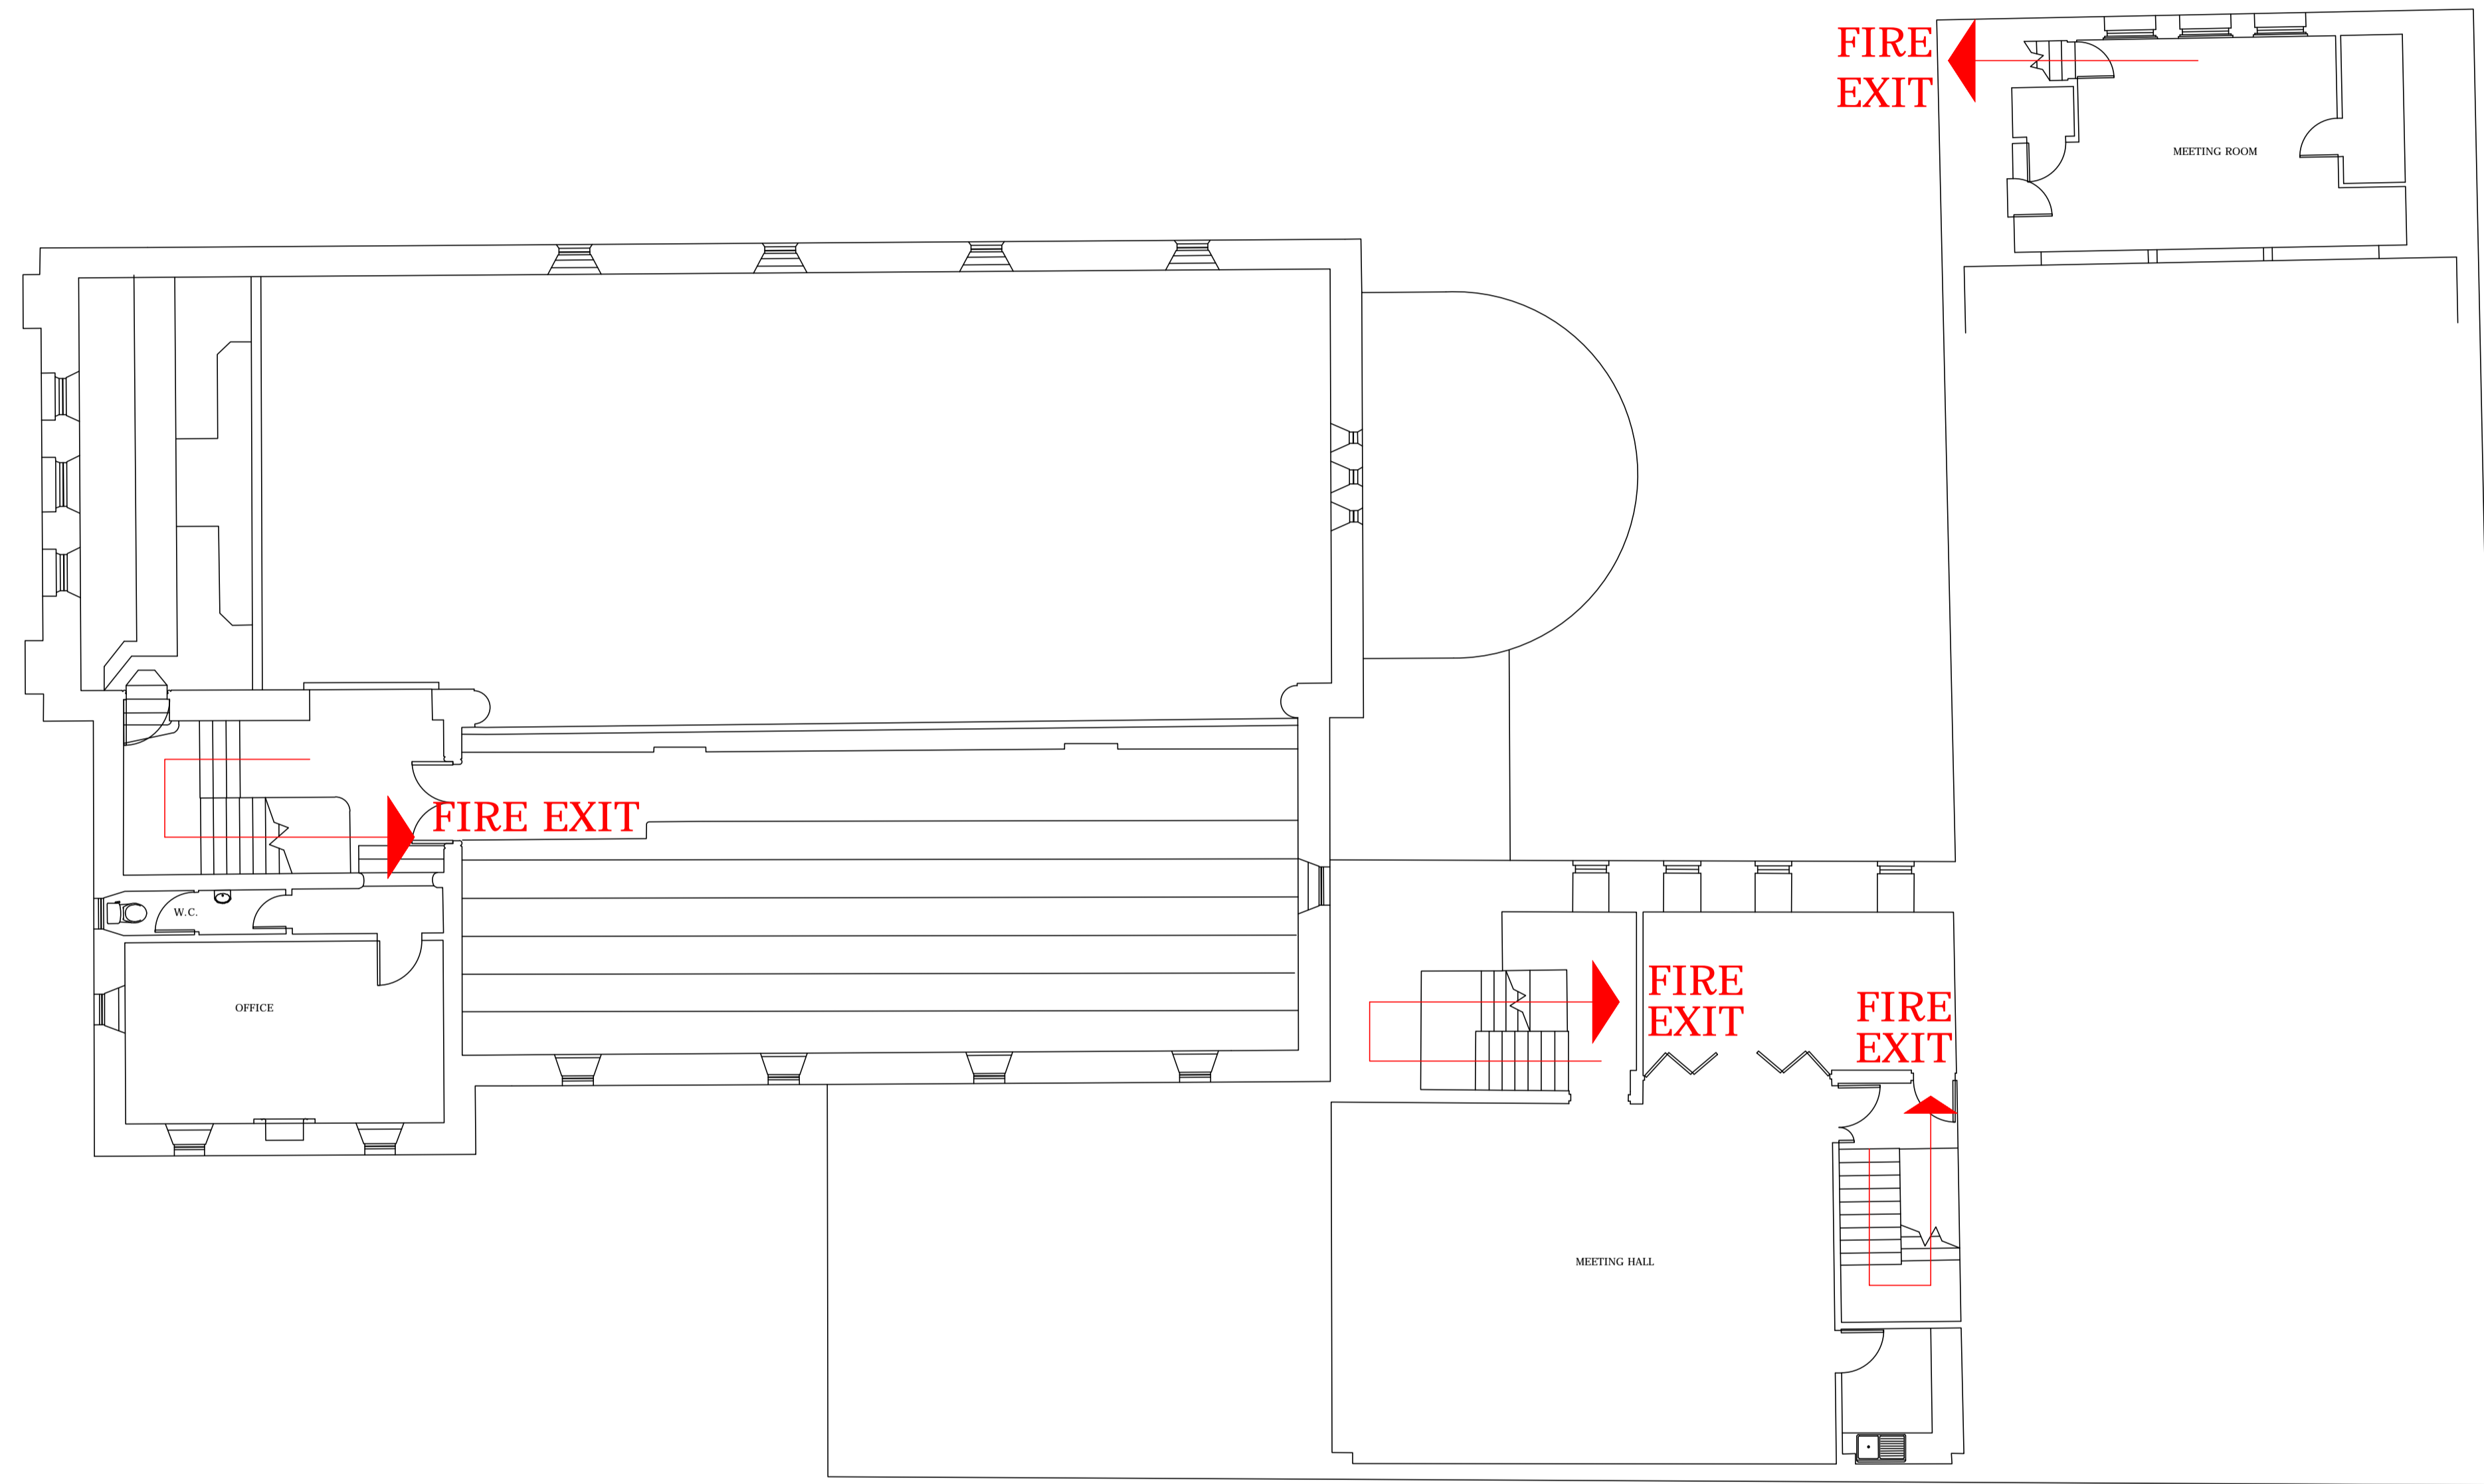 FIRE
EXIT
MEETING ROOM
FIRE EXIT
W.C.
OFFICE
FIRE
EXIT
FIRE
EXIT
MEETING HALL